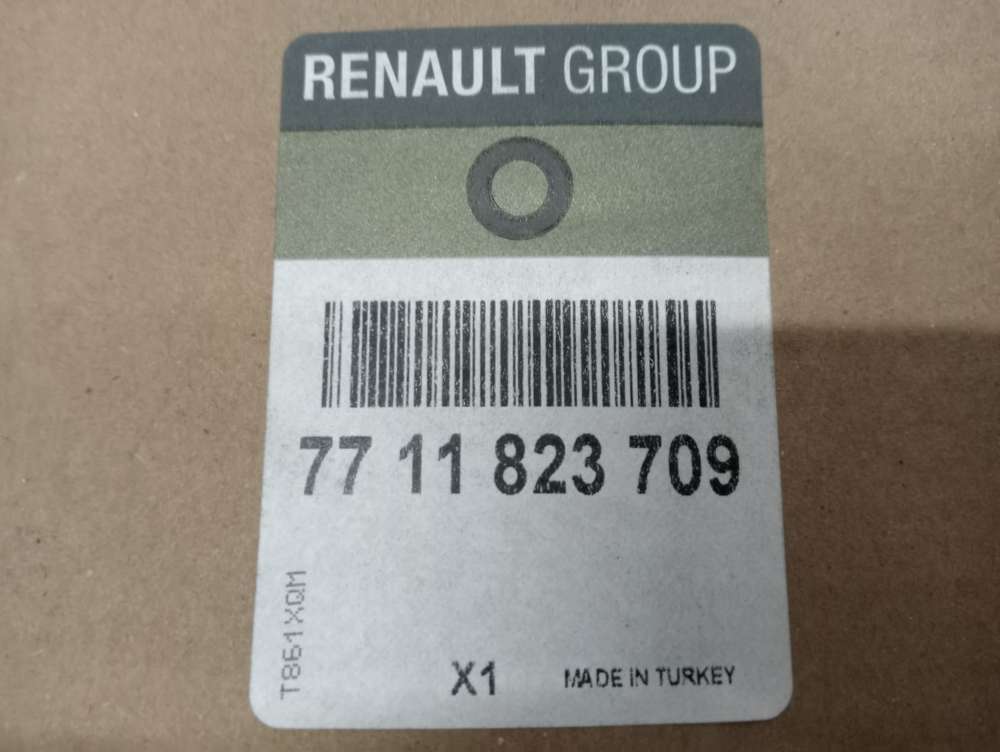 RENAULT GROUP
77 11 823 709
T861XQM
X1
MADE IN TURKEY